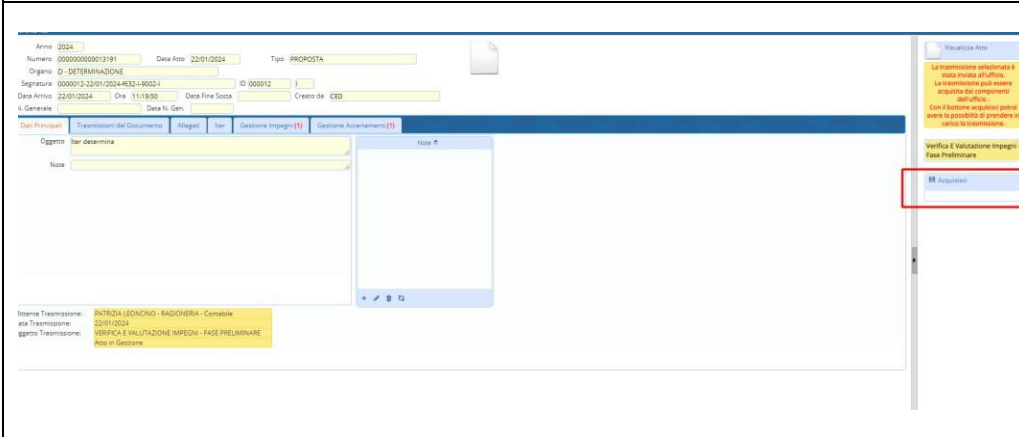 Anno 2024
Numero 0000000000013191 Data Atto 22/01/2024 Tipo PROPOSTA
Organo D - DETERMINAZIONE
Segnatura 0000012-22/01/2024-I632-I-9002-I ID 000012 I
Data Arrivo 22/01/2024 Ora 11:19:50 Data Fine Sosta Creato da CED
N. Generale Data N. Gen.
Dati Principali Trasmissioni del Documento Allegati Iter Gestione Impegni (1) Gestione Accertamenti (1)
Oggetto Iter determina
Note
Note
Mittente Trasmissione: PATRIZIA LEONCINO - RAGIONERIA - Contabile
Data Trasmissione: 22/01/2024
Oggetto Trasmissione: VERIFICA E VALUTAZIONE IMPEGNI - FASE PRELIMINARE
Atto in Gestione
Visualizza Atto
La trasmissione selezionata è
stata inviata all'ufficio.
La trasmissione può essere
acquisita dai componenti
dell'ufficio .
Con il bottone acquisisci potrai
avere la possibiltà di prendere in
carico la trasmissione.
Verifica E Valutazione Impegni -
Fase Preliminare
Acquisisci